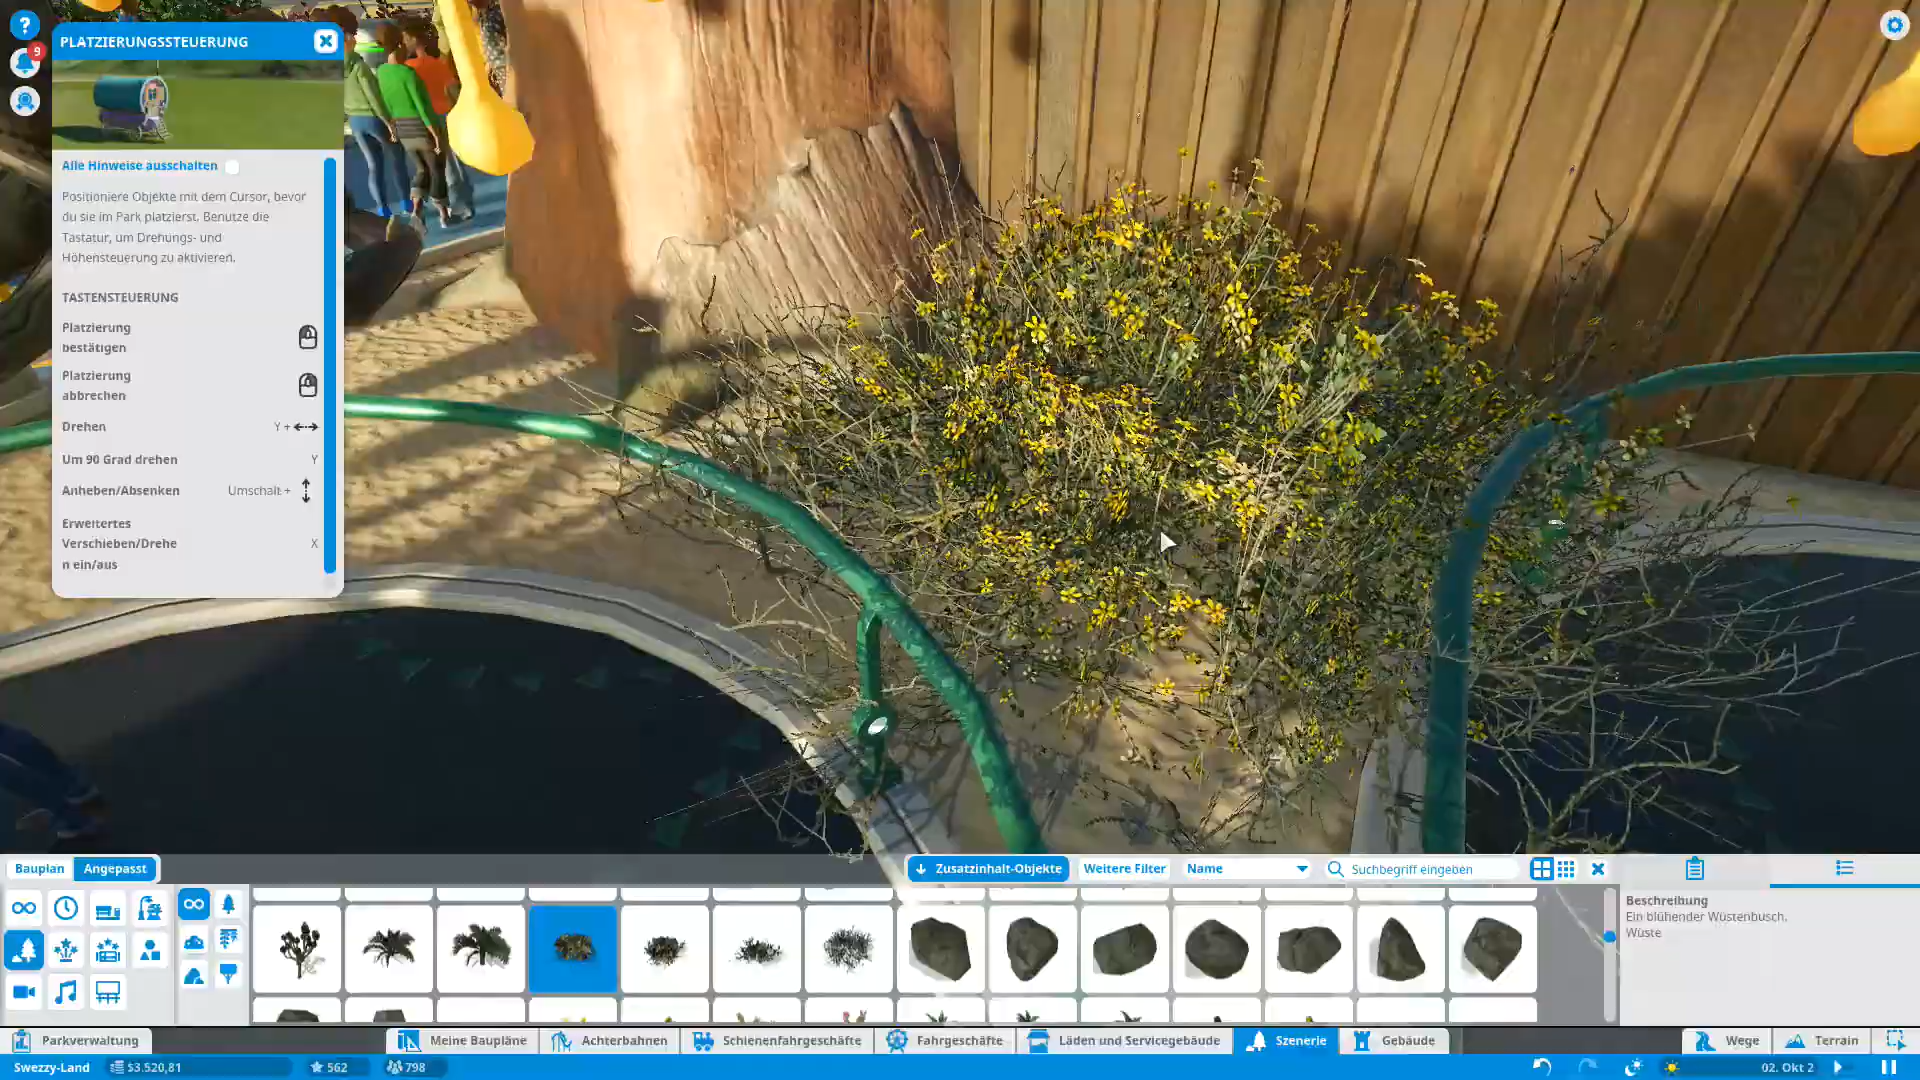 ?
9
PLATZIERUNGSSTEUERUNG
Alle Hinweise ausschalten
Positioniere Objekte mit dem Cursor, bevor
du sie im Park platzierst. Benutze die
Tastatur, um Drehungs- und
Höhensteuerung zu aktivieren.
TASTENSTEUERUNG
Platzierung
bestätigen
Platzierung
abbrechen
Drehen Y +
Um 90 Grad drehen Y
Anheben/Absenken Umschalt +
Erweitertes
Verschieben/Drehe
n ein/aus X
Bauplan Angepasst
Zusatzinhalt-Objekte Weitere Filter Name Suchbegriff eingeben
Beschreibung
Ein blühender Wüstenbusch.
Wüste
Parkverwaltung Meine Baupläne Achterbahnen Schienenfahrgeschäfte Fahrgeschäfte Läden und Servicegebäude Szenerie Gebäude Wege Terrain
Swezzy-Land $3.520,81 562 798 02. Okt 2